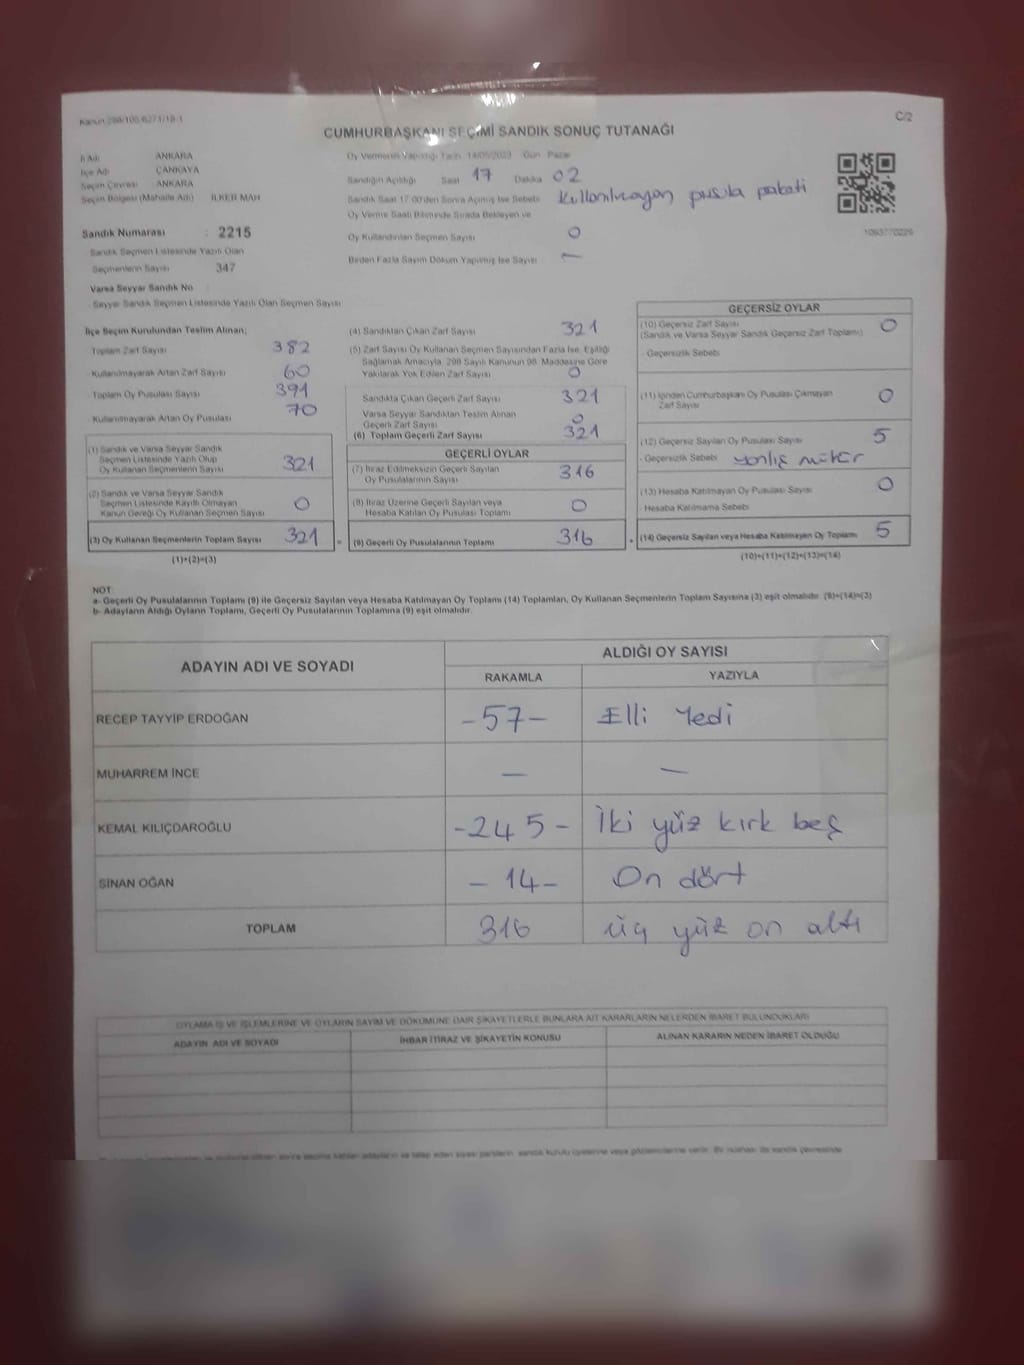 Kanun:298/108/6271/19-1
C/2
CUMHURBAŞKANI SEÇİMİ SANDIK SONUÇ TUTANAĞI
İl Adı ANKARA
İlçe Adı ÇANKAYA
Seçim Çevresi ANKARA
Seçim Bölgesi (Mahalle Adı) İLKER MAH
Sandık Numarası : 2215
Sandık Seçmen Listesinde Yazılı Olan
Seçmenlerin Sayısı 347
Varsa Seyyar Sandık No
Seyyar Sandık Seçmen Listesinde Yazılı Olan Seçmen Sayısı
Oy Vermenin Yapıldığı Tarih 14/05/2023 Gün Pazar
Sandığın Açıldığı Saat 17 Dakika 02
Sandık Saat 17:00'den Sonra Açılmış İse Sebebi Kullanılmayan pusula paketi
Oy Verme Saati Bitiminde Sırada Bekleyen ve
Oy Kullandırılan Seçmen Sayısı 0
Birden Fazla Sayım Döküm Yapılmış İse Sayısı —
İlçe Seçim Kurulundan Teslim Alınan;
Toplam Zarf Sayısı 382
Kullanılmayarak Artan Zarf Sayısı 60
Toplam Oy Pusulası Sayısı 391
Kullanılmayarak Artan Oy Pusulası 70
(1) Sandık ve Varsa Seyyar Sandık
Seçmen Listesinde Yazılı Olup
Oy Kullanan Seçmenlerin Sayısı 321
(2) Sandık ve Varsa Seyyar Sandık
Seçmen Listesinde Kayıtlı Olmayan
Kanun Gereği Oy Kullanan Seçmen Sayısı 0
(3) Oy Kullanan Seçmenlerin Toplam Sayısı 321 =
(1)+(2)=(3)
(4) Sandıktan Çıkan Zarf Sayısı 321
(5) Zarf Sayısı Oy Kullanan Seçmen Sayısından Fazla İse, Eşitliği
Sağlamak Amacıyla, 298 Sayılı Kanunun 98. Maddesine Göre
Yakılarak Yok Edilen Zarf Sayısı 0
Sandıkta Çıkan Geçerli Zarf Sayısı 321
Varsa Seyyar Sandıktan Teslim Alınan
Geçerli Zarf Sayısı 0
(6) Toplam Geçerli Zarf Sayısı 321
GEÇERLİ OYLAR
(7) İtiraz Edilmeksizin Geçerli Sayılan
Oy Pusulalarının Sayısı 316
(8) İtiraz Üzerine Geçerli Sayılan veya
Hesaba Katılan Oy Pusulası Toplamı 0
(9) Geçerli Oy Pusulalarının Toplamı 316 +
GEÇERSİZ OYLAR
(10) Geçersiz Zarf Sayısı 0
(Sandık ve Varsa Seyyar Sandık Geçersiz Zarf Toplamı)
- Geçersizlik Sebebi
(11) İçinden Cumhurbaşkanı Oy Pusulası Çıkmayan
Zarf Sayısı 0
(12) Geçersiz Sayılan Oy Pusulası Sayısı 5
- Geçersizlik Sebebi yanlış mühür
(13) Hesaba Katılmayan Oy Pusulası Sayısı 0
- Hesaba Katılmama Sebebi
(14) Geçersiz Sayılan veya Hesaba Katılmayan Oy Toplamı 5
(10)+(11)+(12)+(13)=(14)
NOT:
a- Geçerli Oy Pusulalarının Toplamı (9) ile Geçersiz Sayılan veya Hesaba Katılmayan Oy Toplamı (14) Toplamları, Oy Kullanan Seçmenlerin Toplam Sayısına (3) eşit olmalıdır. (9)+(14)=(3)
b- Adayların Aldığı Oyların Toplamı, Geçerli Oy Pusulalarının Toplamına (9) eşit olmalıdır.
ADAYIN ADI VE SOYADI
ALDIĞI OY SAYISI
RAKAMLA YAZIYLA
RECEP TAYYİP ERDOĞAN -57- Elli Yedi
MUHARREM İNCE — —
KEMAL KILIÇDAROĞLU -245- İki yüz kırk beş
SİNAN OĞAN -14- On dört
TOPLAM 316 üç yüz on altı
OYLAMA İŞ VE İŞLEMLERİNE VE OYLARIN SAYIM VE DÖKÜMÜNE DAİR ŞİKAYETLERLE BUNLARA AİT KARARLARIN NELERDEN İBARET BULUNDUKLARI
ADAYIN ADI VE SOYADI İHBAR İTİRAZ VE ŞİKAYETİN KONUSU ALINAN KARARIN NEDEN İBARET OLDUĞU